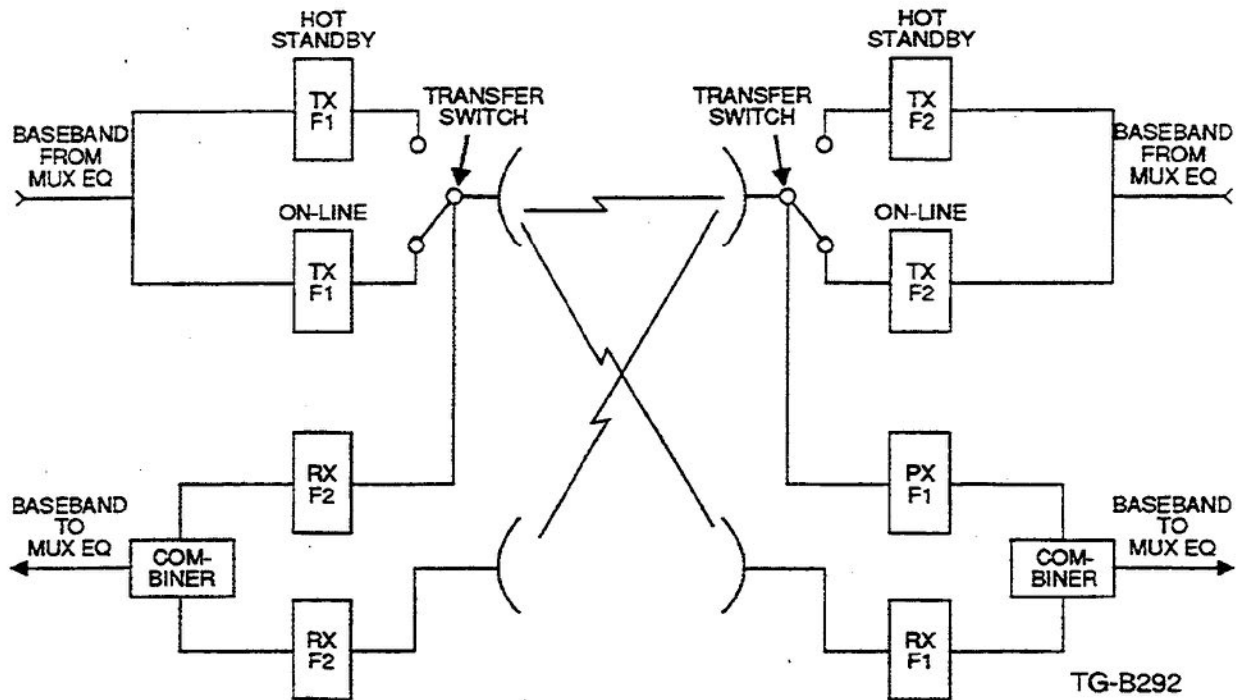 HOT
STANDBY
TX
F1
TRANSFER
SWITCH
BASEBAND
FROM
MUX EQ
ON-LINE
TX
F1
RX
F2
BASEBAND
TO
MUX EQ
COM-
BINER
RX
F2
HOT
STANDBY
TX
F2
TRANSFER
SWITCH
BASEBAND
FROM
MUX EQ
ON-LINE
TX
F2
PX
F1
BASEBAND
TO
MUX EQ
COM-
BINER
RX
F1
TG-B292